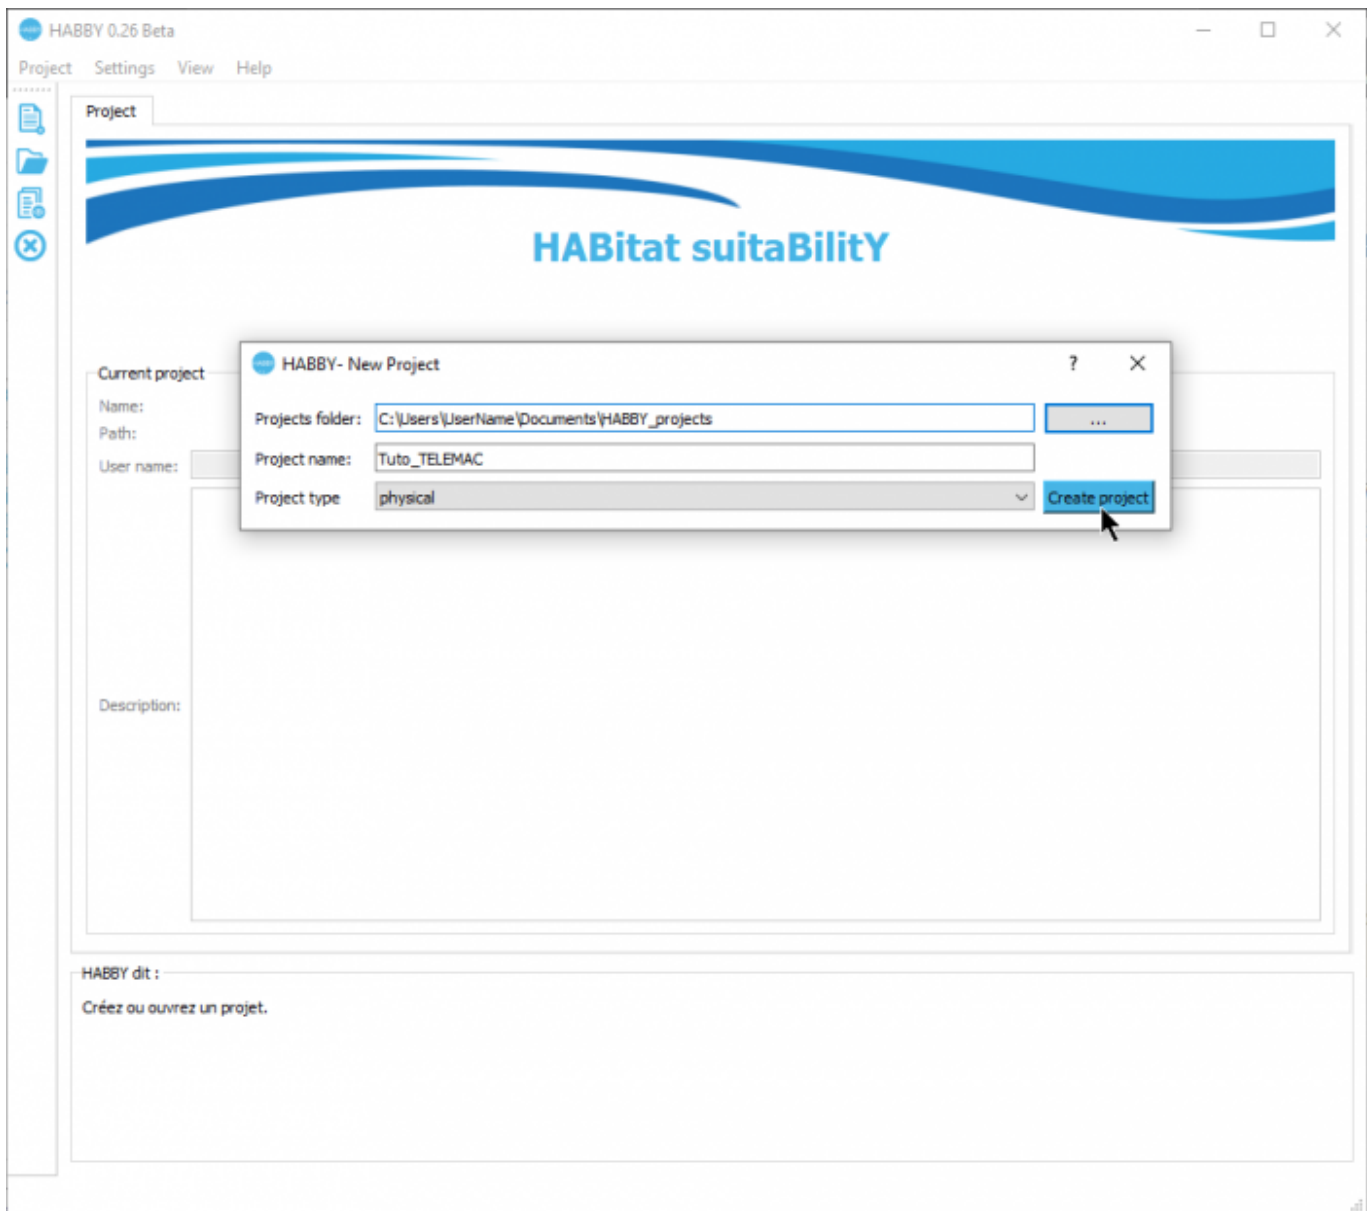 HABBY 0.26 Beta
Project Settings View Help
Project
HABitat suitaBilitY
HABBY- New Project
?
Current project
Projects folder: C:\Users\UserName\Documents\HABBY_projects ...
Name:
Path:
Project name: Tuto_TELEMAC
User name:
Project type physical Create project
Description:
HABBY dit :
Créez ou ouvrez un projet.